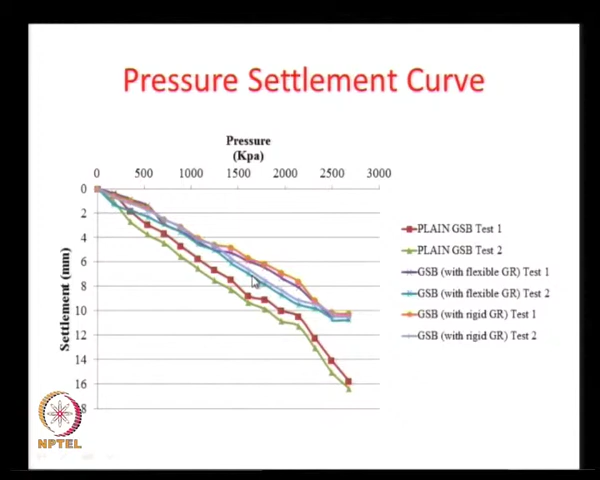 Pressure Settlement Curve
Pressure
(Kpa)
0 500 1000 1500 2000 2500 3000
0
2
4
6
8
10
12
14
16
8
Settlement (mm)
PLAIN GSB Test 1
PLAIN GSB Test 2
GSB (with flexible GR) Test 1
GSB (with flexible GR) Test 2
GSB (with rigid GR) Test 1
GSB (with rigid GR) Test 2
NPTEL